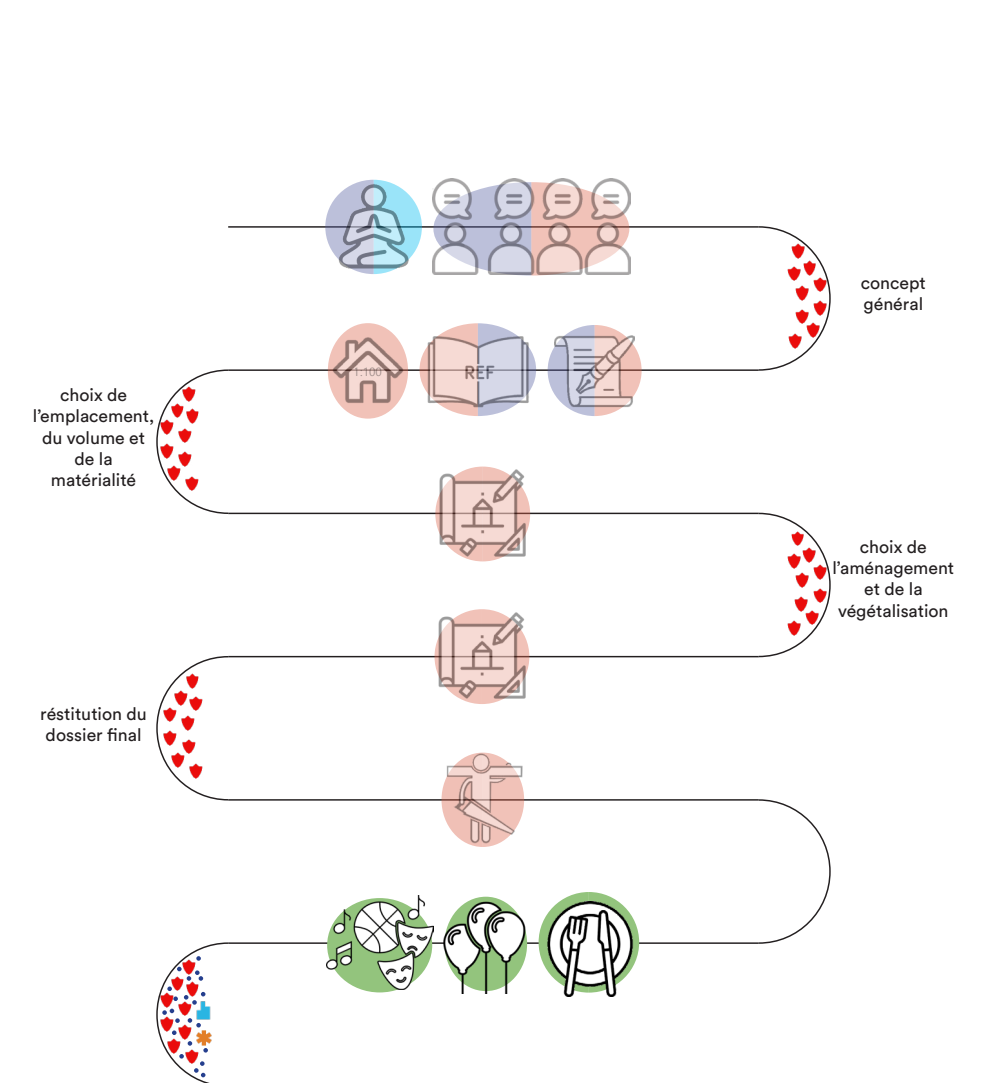 concept
général
1:100
REF
choix de
l'emplacement,
du volume et
de la
matérialité
choix de
l'aménagement
et de la
végétalisation
réstitution du
dossier final